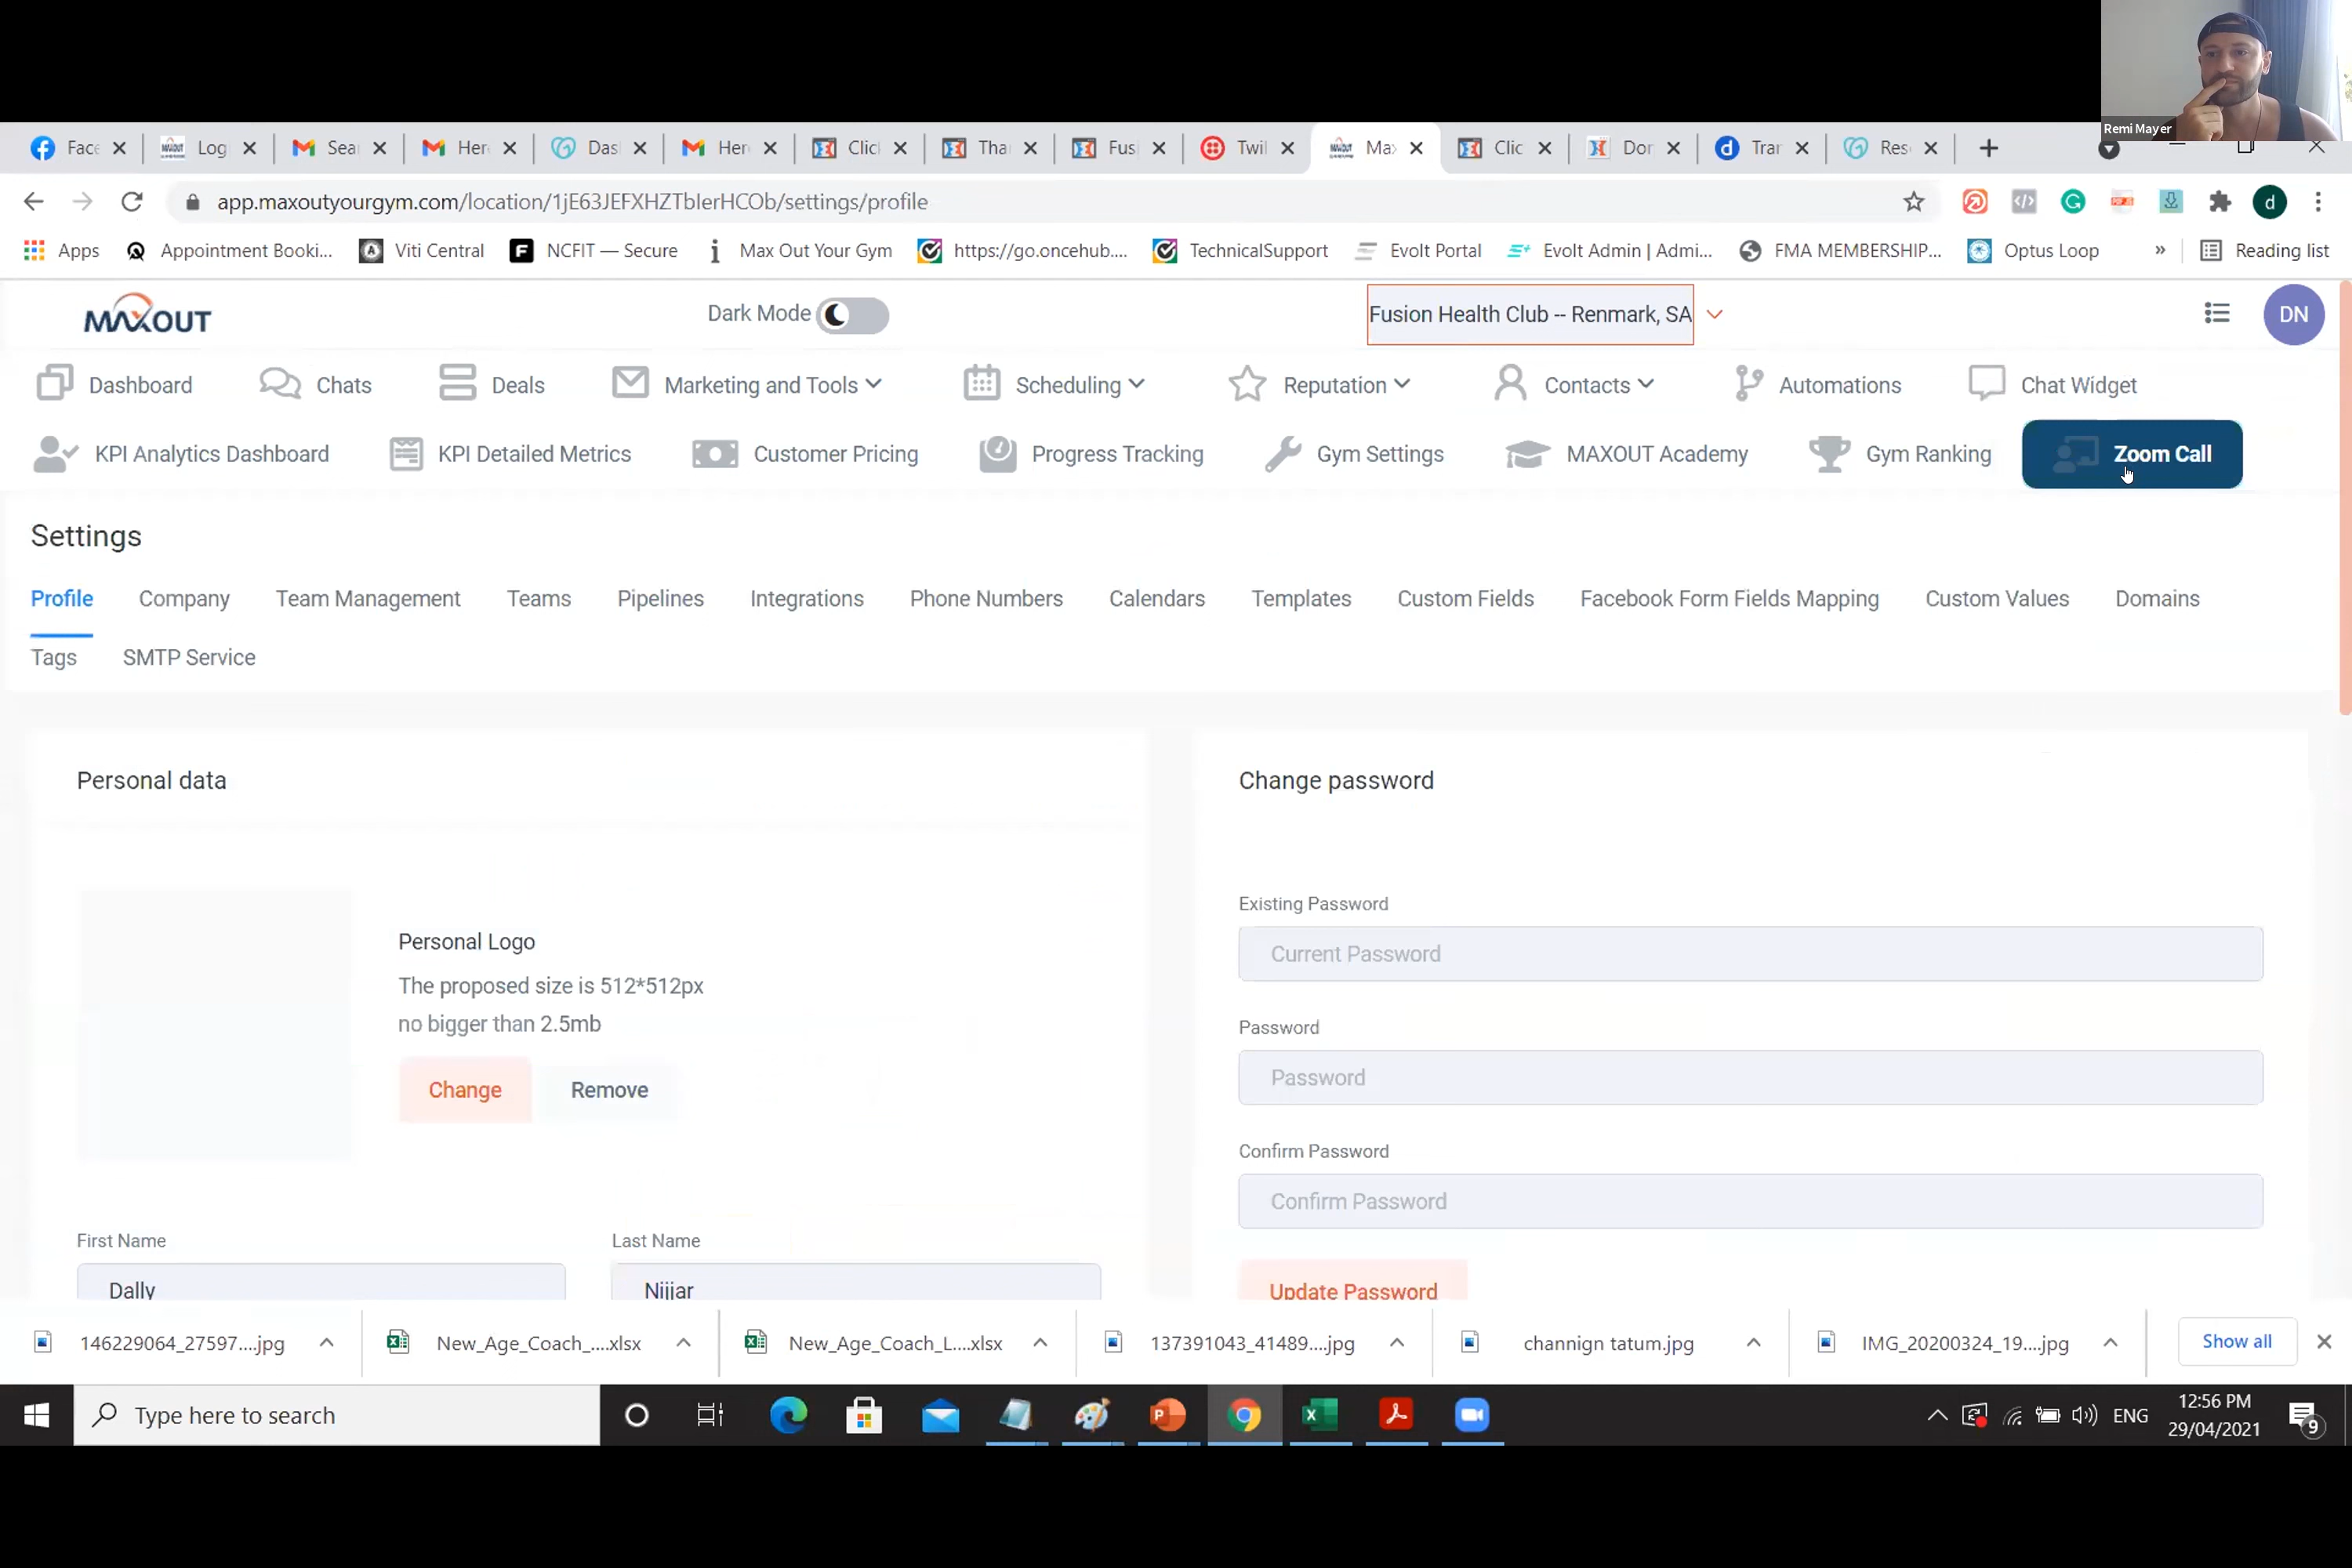 Remi Mayer
Face Log Sea Her Das Her Clic Tha Fus Twil Max Clic Dor Trar Res
app.maxoutyourgym.com/location/1jE63JEFXHZTbIerHCOb/settings/profile
Apps Appointment Booki... Viti Central NCFIT — Secure Max Out Your Gym https://go.oncehub.... TechnicalSupport Evolt Portal Evolt Admin | Admi... FMA MEMBERSHIP... Optus Loop » Reading list
MAXOUT Dark Mode Fusion Health Club -- Renmark, SA DN
Dashboard Chats Deals Marketing and Tools Scheduling Reputation Contacts Automations Chat Widget
KPI Analytics Dashboard KPI Detailed Metrics Customer Pricing Progress Tracking Gym Settings MAXOUT Academy Gym Ranking Zoom Call
Settings
Profile Company Team Management Teams Pipelines Integrations Phone Numbers Calendars Templates Custom Fields Facebook Form Fields Mapping Custom Values Domains
Tags SMTP Service
Personal data
Personal Logo
The proposed size is 512*512px
no bigger than 2.5mb
Change Remove
First Name Last Name
Dally Nijjar
Change password
Existing Password
Current Password
Password
Password
Confirm Password
Confirm Password
Update Password
146229064_27597....jpg New_Age_Coach_....xlsx New_Age_Coach_L....xlsx 137391043_41489....jpg channign tatum.jpg IMG_20200324_19....jpg Show all
Type here to search
ENG
12:56 PM
29/04/2021
9